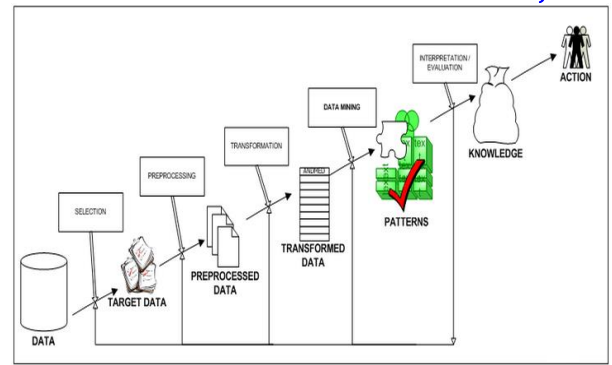 INTERPRETATION /
EVALUATION
ACTION
DATA MINING
KNOWLEDGE
TRANSFORMATION
PATTERNS
PREPROCESSING
TRANSFORMED
DATA
SELECTION
PREPROCESSED
DATA
TARGET DATA
DATA